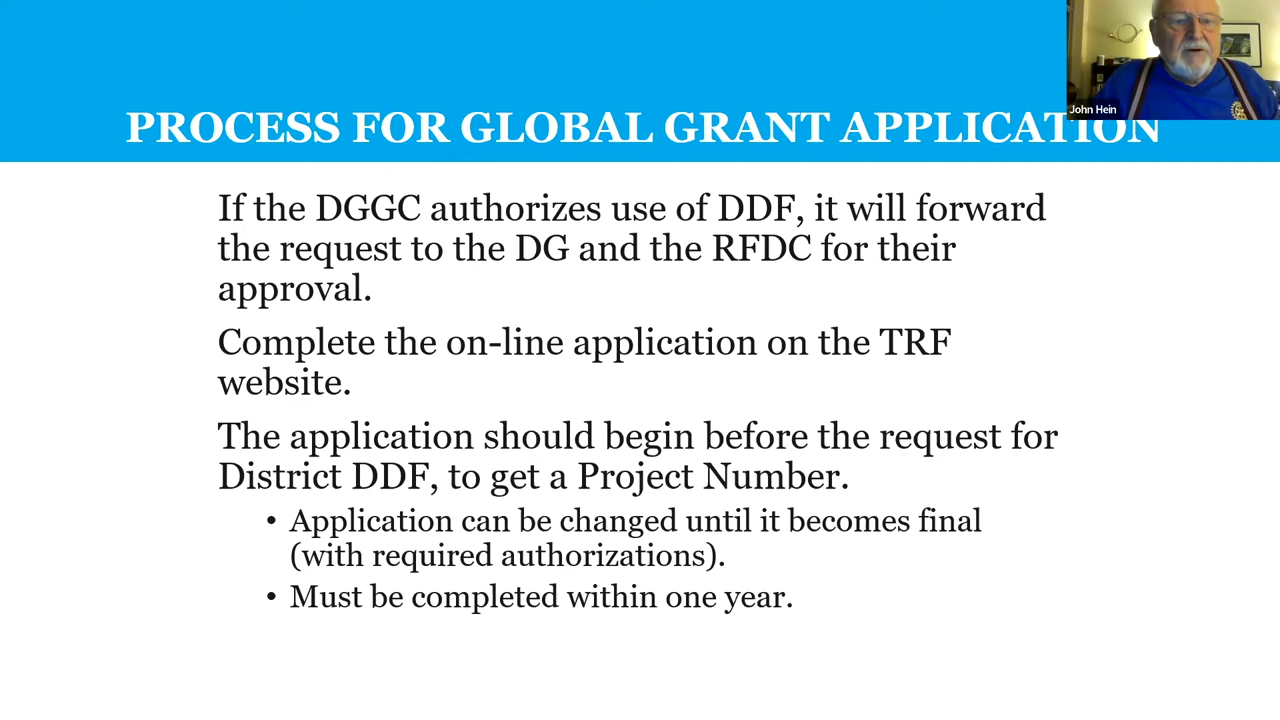 PROCESS FOR GLOBAL GRANT APPLICATION
John Hein
If the DGGC authorizes use of DDF, it will forward
the request to the DG and the RFDC for their
approval.
Complete the on-line application on the TRF
website.
The application should begin before the request for
District DDF, to get a Project Number.
• Application can be changed until it becomes final
(with required authorizations).
• Must be completed within one year.